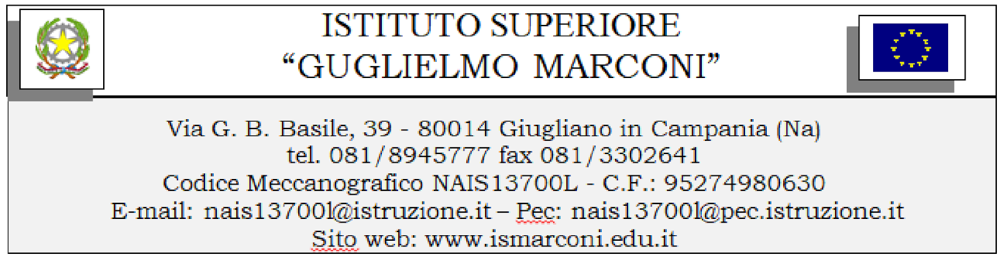 ISTITUTO SUPERIORE
“GUGLIELMO MARCONI”
Via G. B. Basile, 39 - 80014 Giugliano in Campania (Na)
tel. 081/8945777 fax 081/3302641
Codice Meccanografico NAIS13700L - C.F.: 95274980630
E-mail: nais13700l@istruzione.it – Pec: nais13700l@pec.istruzione.it
Sito web: www.ismarconi.edu.it